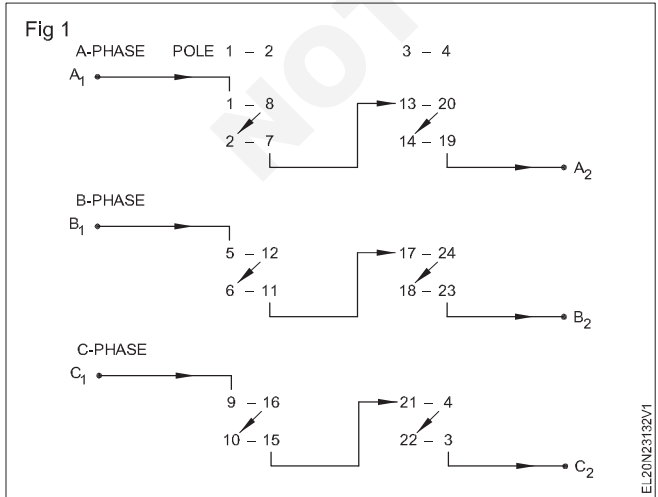 Fig 1
A-PHASE POLE 1 – 2 3 – 4
A1
1 – 8 13 – 20
2 – 7 14 – 19
A2
B-PHASE
B1
5 – 12 17 – 24
6 – 11 18 – 23
B2
C-PHASE
C1
9 – 16 21 – 4
10 – 15 22 – 3
C2
EL20N23132V1
NOT